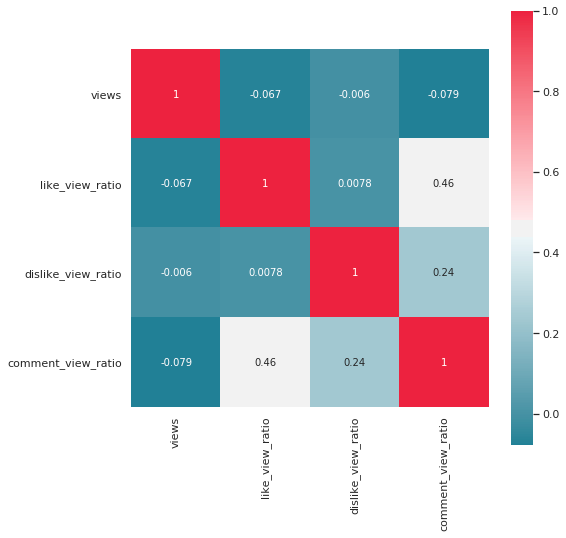 1.0
views 1 -0.067 -0.006 -0.079
0.8
like_view_ratio -0.067 1 0.0078 0.46
0.6
0.4
dislike_view_ratio -0.006 0.0078 1 0.24
0.2
comment_view_ratio -0.079 0.46 0.24 1
0.0
views
like_view_ratio
dislike_view_ratio
comment_view_ratio